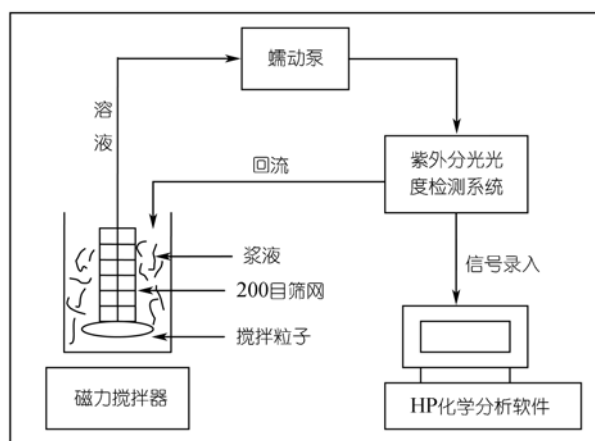 蠕动泵
溶
液
紫外分光光
度检测系统
回流
浆液
信号录入
200目筛网
搅拌粒子
磁力搅拌器
HP化学分析软件